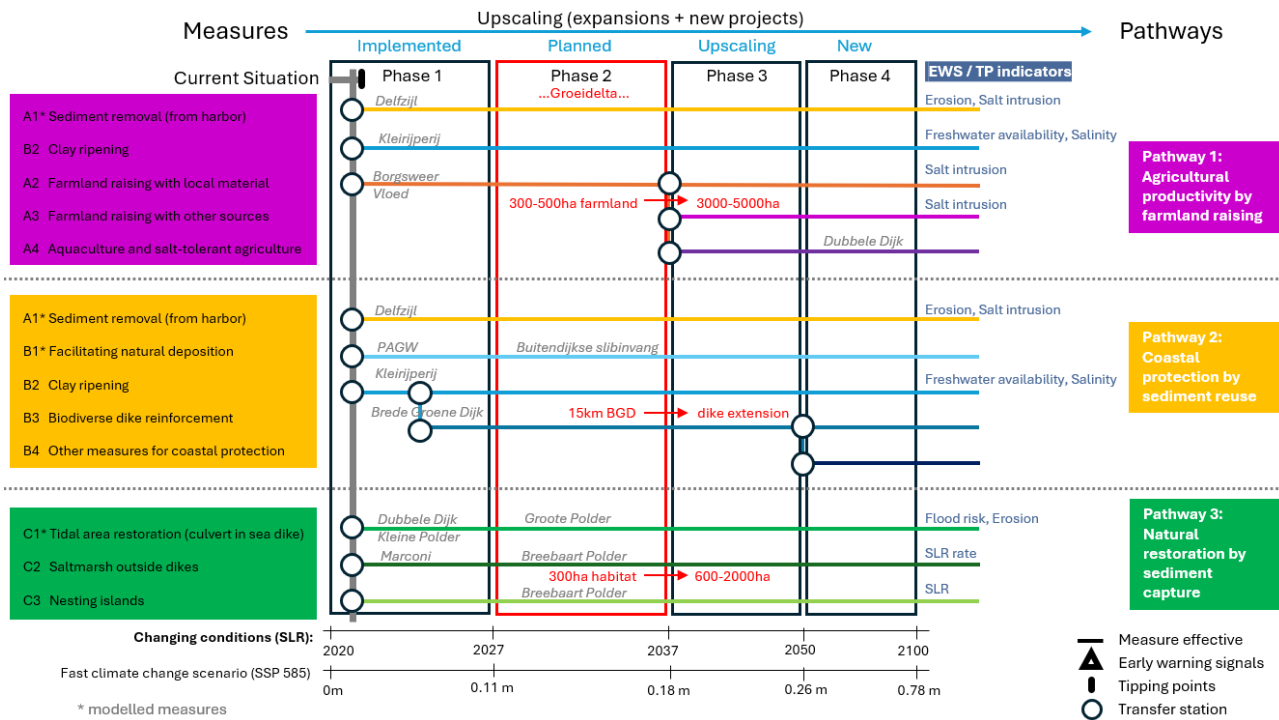 Upscaling (expansions + new projects)
Measures
Pathways
Implemented
Planned
Upscaling
New
Current Situation
Phase 1
Phase 2
Phase 3
Phase 4
EWS / TP indicators
...Groeidelta...
A1* Sediment removal (from harbor)
Delfzijl
Erosion, Salt intrusion
B2 Clay ripening
Kleirijperij
Freshwater availability, Salinity
A2 Farmland raising with local material
Borgsweer
Vloed
Salt intrusion
A3 Farmland raising with other sources
300-500ha farmland
3000-5000ha
Salt intrusion
A4 Aquaculture and salt-tolerant agriculture
Dubbele Dijk
Pathway 1:
Agricultural
productivity by
farmland raising
A1* Sediment removal (from harbor)
Delfzijl
Erosion, Salt intrusion
B1* Facilitating natural deposition
PAGW
Buitendijkse slibinvang
B2 Clay ripening
Kleirijperij
Freshwater availability, Salinity
B3 Biodiverse dike reinforcement
Brede Groene Dijk
15km BGD
dike extension
B4 Other measures for coastal protection
Pathway 2:
Coastal
protection by
sediment reuse
C1* Tidal area restoration (culvert in sea dike)
Dubbele Dijk
Kleine Polder
Groote Polder
Flood risk, Erosion
C2 Saltmarsh outside dikes
Marconi
Breebaart Polder
SLR rate
300ha habitat
600-2000ha
C3 Nesting islands
Breebaart Polder
SLR
Pathway 3:
Natural
restoration by
sediment
capture
Changing conditions (SLR):
2020
2027
2037
2050
2100
Fast climate change scenario (SSP 585)
0m
0.11 m
0.18 m
0.26 m
0.78 m
* modelled measures
Measure effective
Early warning signals
Tipping points
Transfer station